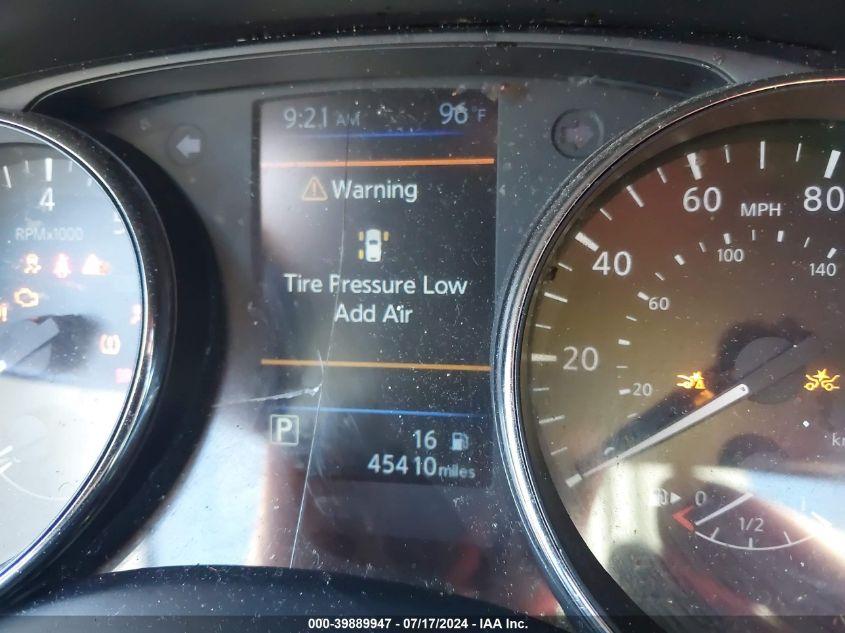 9:21 AM 96°F
Warning
Tire Pressure Low
Add Air
P
16
45410 miles
4
RPMx1000
20 40 60 80
MPH
20 60 100 140
km
0 1/2
000-39889947 - 07/17/2024 - IAA Inc.